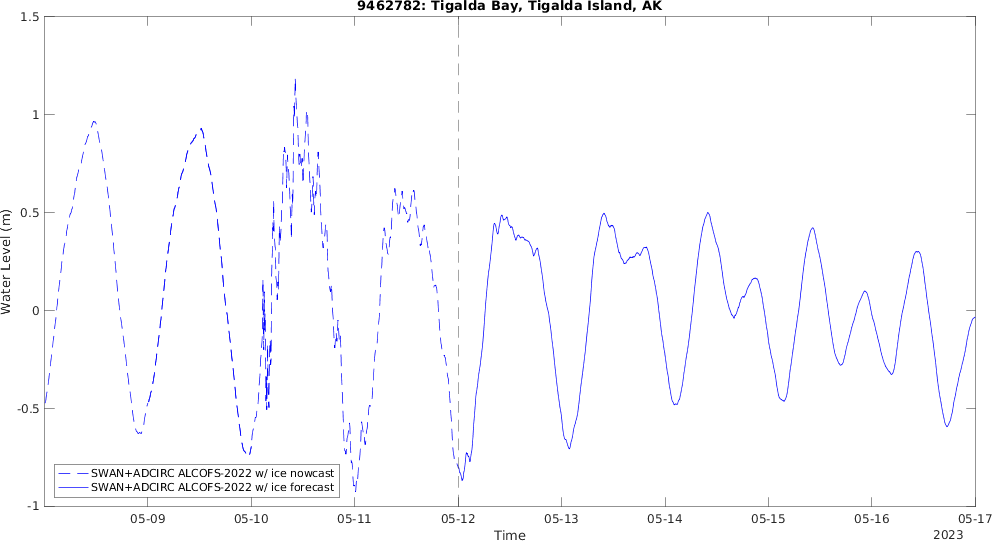 9462782: Tigalda Bay, Tigalda Island, AK
1.5
1
0.5
0
-0.5
-1
Water Level (m)
SWAN+ADCIRC ALCOFS-2022 w/ ice nowcast
SWAN+ADCIRC ALCOFS-2022 w/ ice forecast
05-09 05-10 05-11 05-12 05-13 05-14 05-15 05-16 05-17
Time
2023